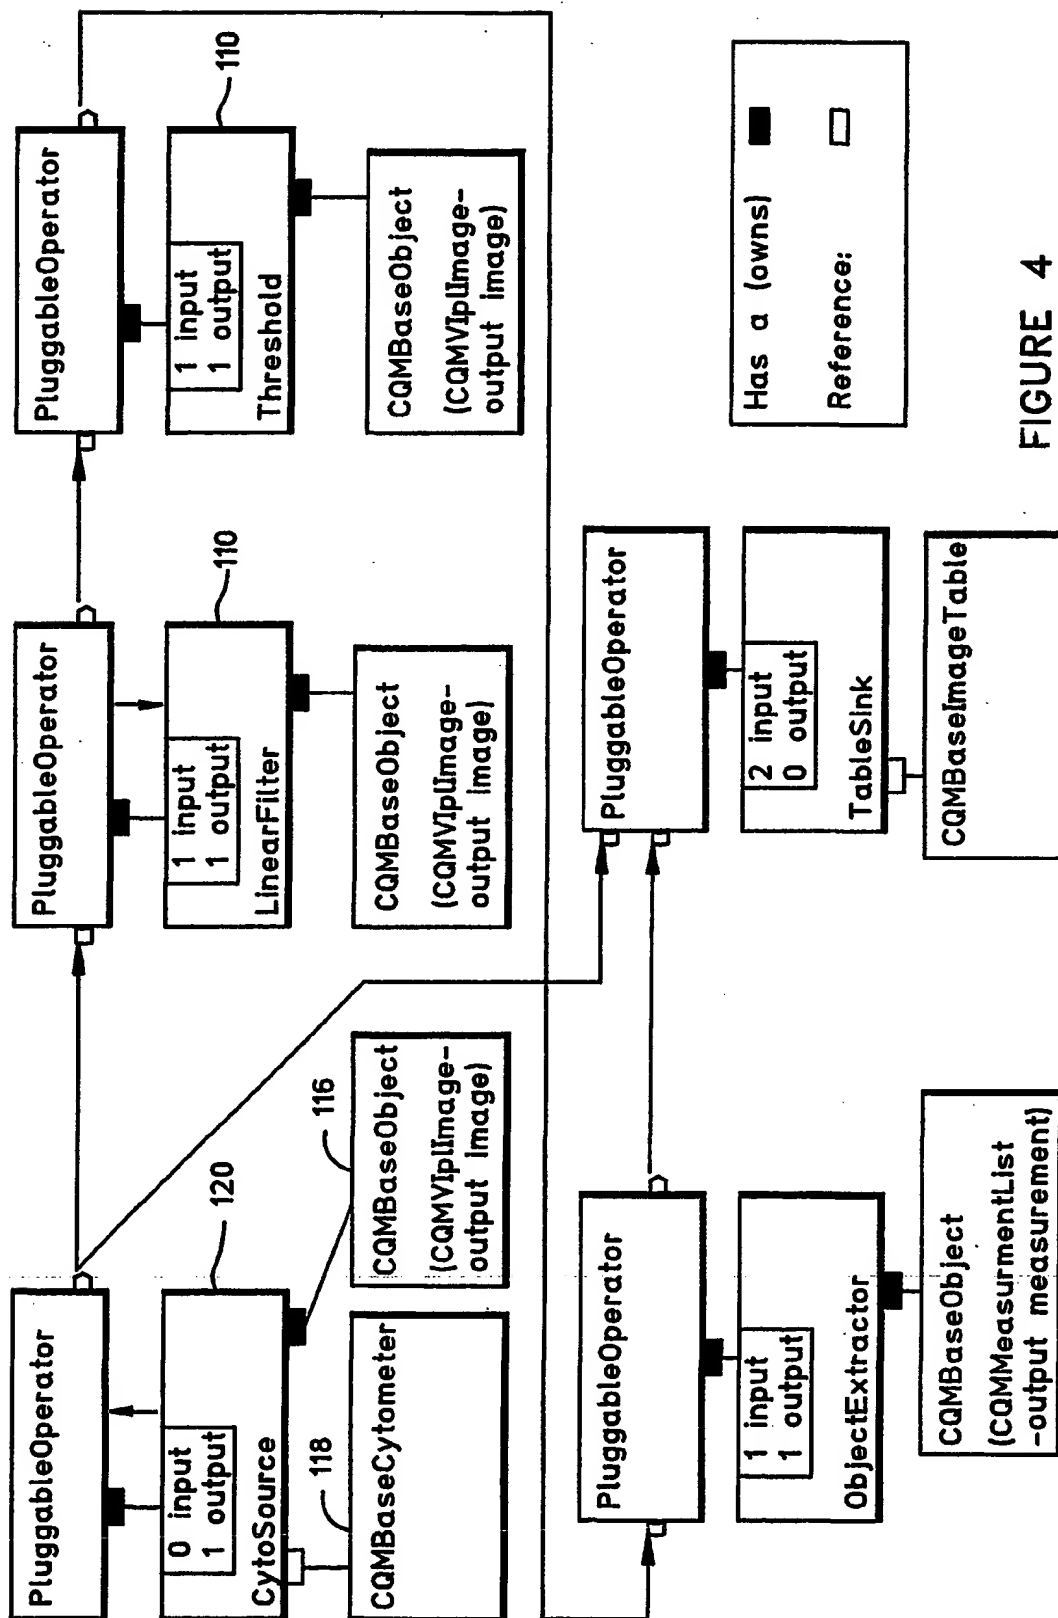 PluggableOperator
0 input
1 output
CytoSource
120
118
CQMBaseCytometer
116
CQMBaseObject
(CQMVIplImage-
output image)
PluggableOperator
1 input
1 output
LinearFilter
110
CQMBaseObject
(CQMVIplImage-
output image)
PluggableOperator
1 input
1 output
Threshold
110
CQMBaseObject
(CQMVIplImage-
output image)
PluggableOperator
1 input
1 output
ObjectExtractor
CQMBaseObject
(CQMMeasurmentList
-output measurement)
PluggableOperator
2 input
0 output
TableSink
CQMBaseImageTable
Has a (owns)
Reference:
FIGURE 4